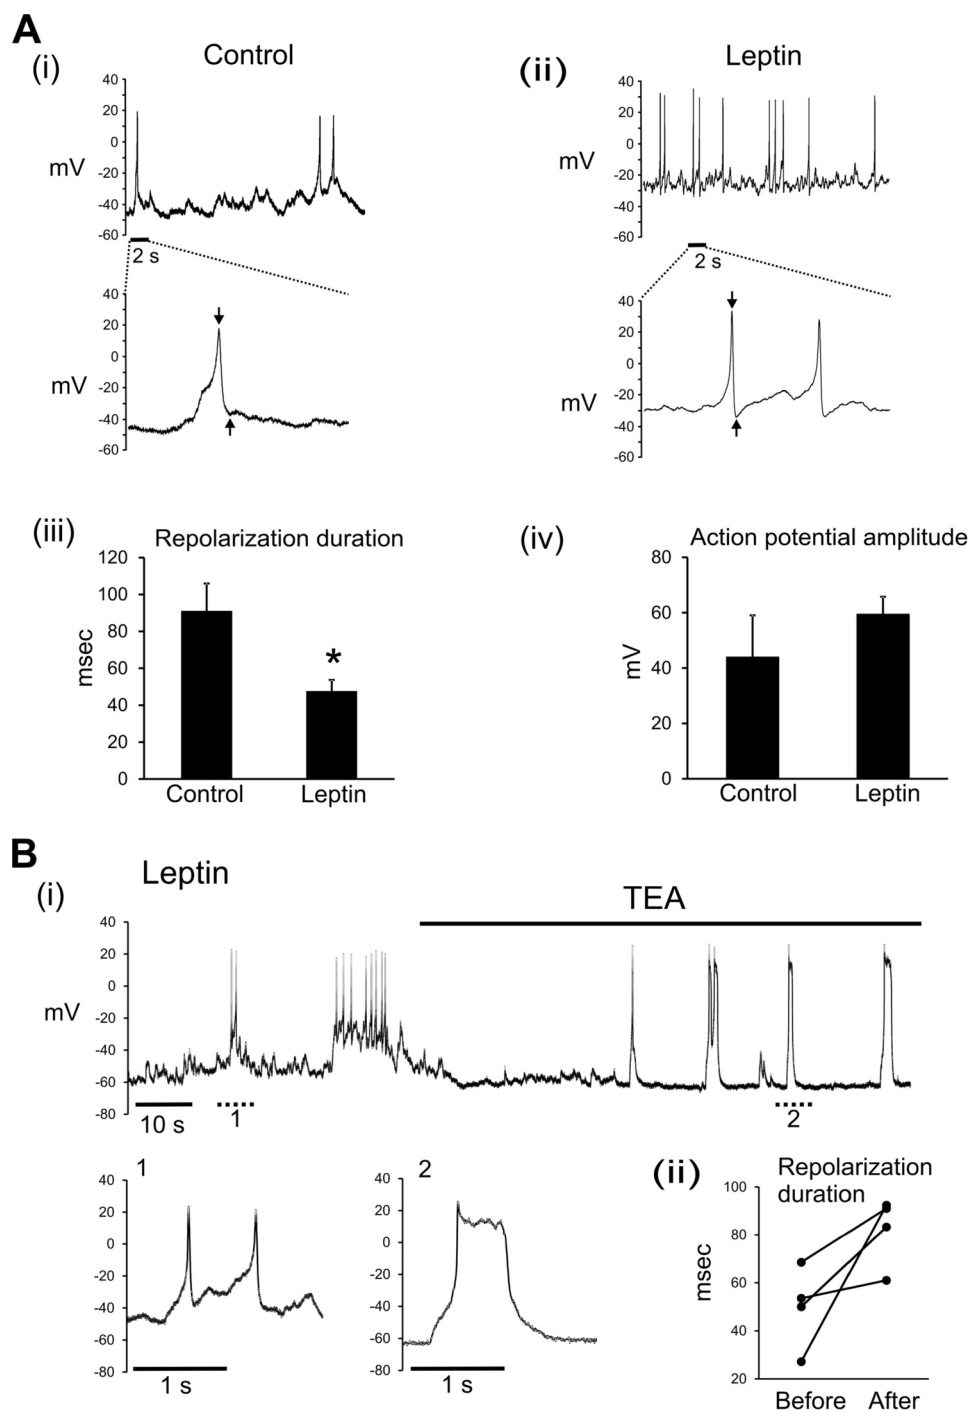 A
Control
Leptin
(i)
(ii)
40
20
0
-20
-40
-60
mV
40
20
0
-20
-40
-60
mV
2 s
2 s
40
20
0
-20
-40
-60
mV
40
20
0
-20
-40
-60
mV
(iii)
Repolarization duration
120
100
80
60
40
20
0
msec
*
Control
Leptin
(iv)
Action potential amplitude
80
60
40
20
0
mV
Control
Leptin
B
Leptin
(i)
TEA
40
20
0
-20
-40
-60
-80
mV
10 s
1
2
1
40
20
0
-20
-40
-60
-80
1 s
2
40
20
0
-20
-40
-60
-80
1 s
(ii)
Repolarization
duration
100
80
60
40
20
msec
Before
After